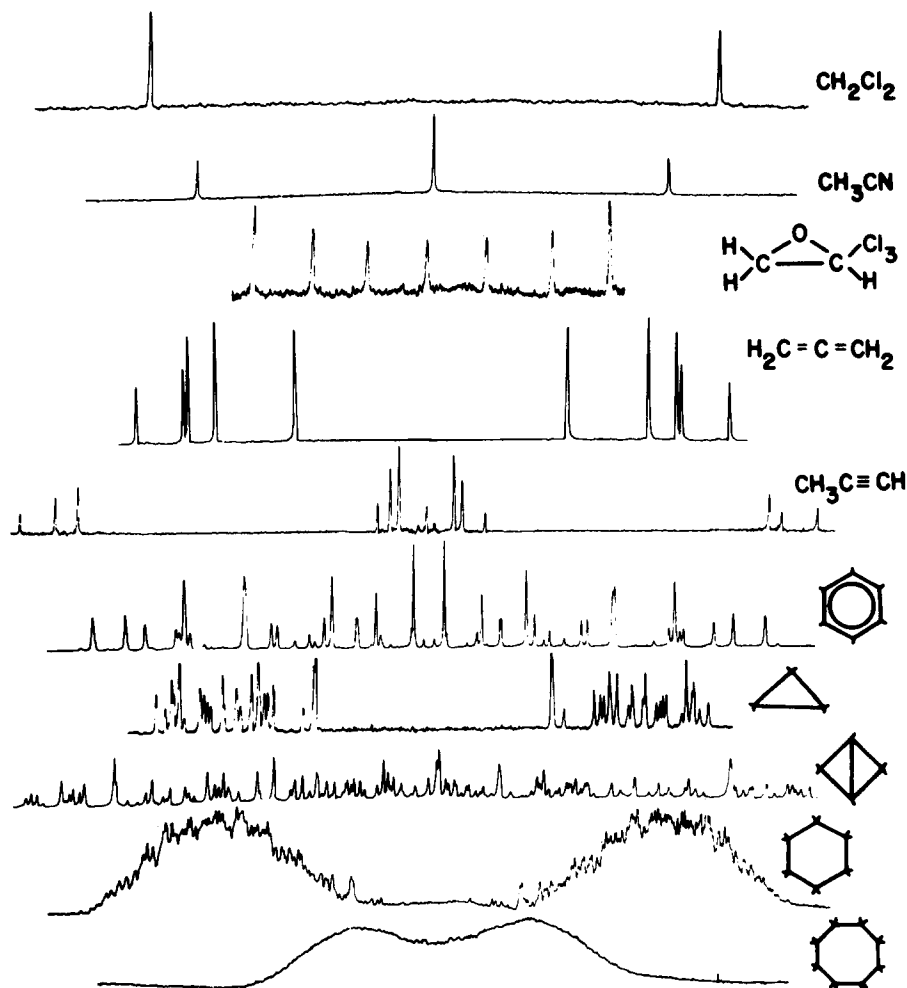 CH₂Cl₂
CH₃CN
O
H Cl₃
C C
H H
H₂C=C=CH₂
CH₃C≡CH